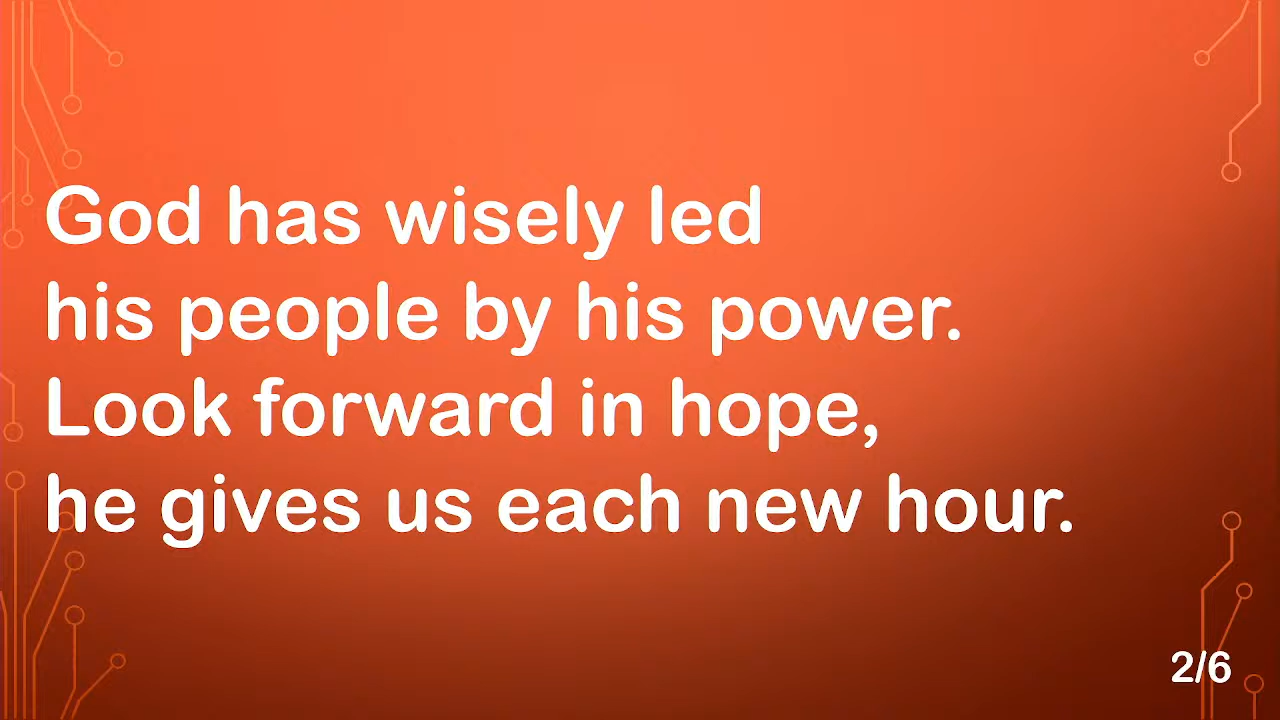 God has wisely led
his people by his power.
Look forward in hope,
he gives us each new hour.
2/6